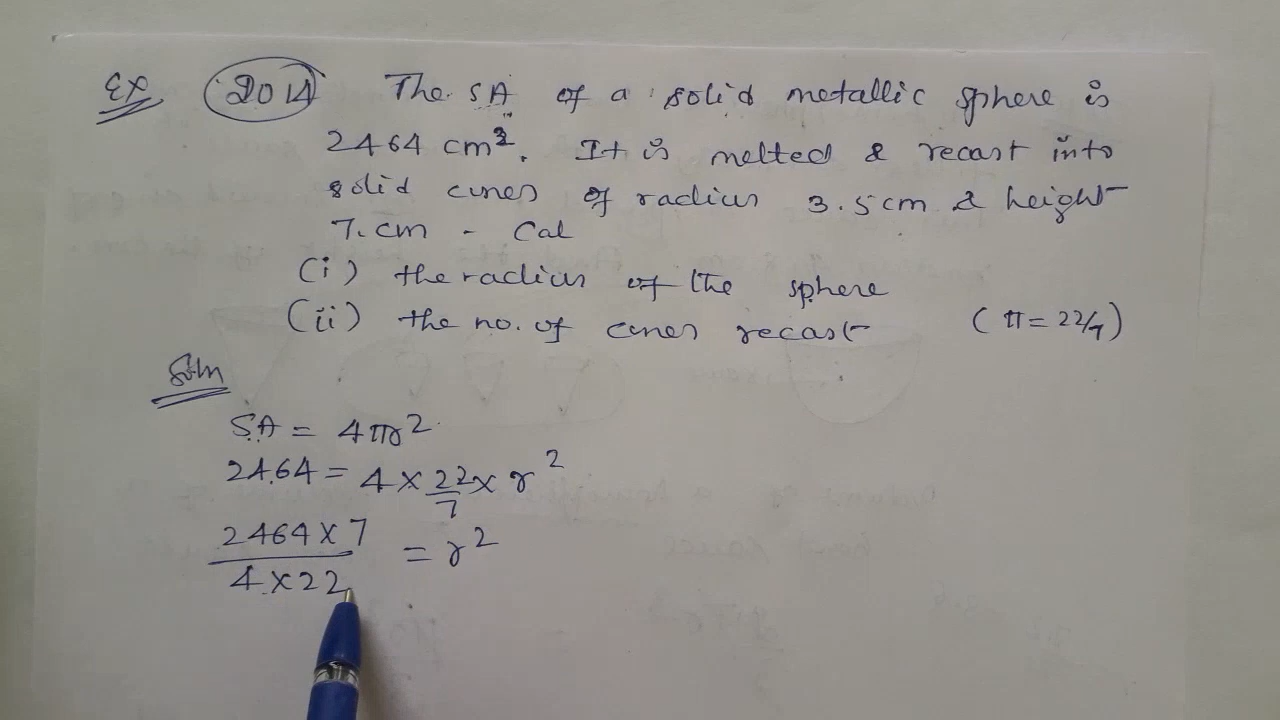 Ex 2014 The SA of a solid metallic sphere is
2464 cm². It is melted & recast into
solid cones of radius 3.5cm & height
7.cm - Cal
(i) the radius of the sphere
(ii) the no. of cones recast (π = 22/7)
Soln
SA = 4πr²
2464 = 4 × 22/7 × r²
2464 × 7 / 4 × 22 = r²